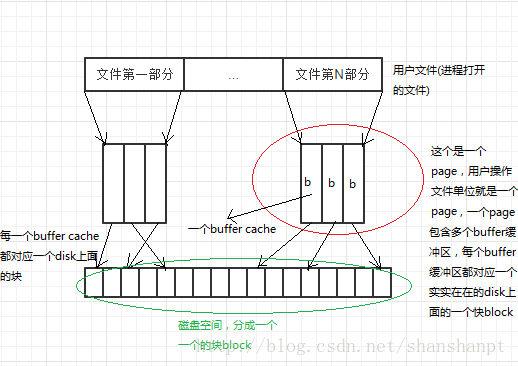 文件第一部分
...
文件第N部分
用户文件(进程打开
的文件)
b
b
b
这个是一个
page，用户操作
文件单位就是一个
page，一个page
包含多个buffer缓
冲区，每个buffer
缓冲区都对应一个
实实在在的disk上
面的一个快block
一个buffer cache
每一个buffer cache
都对应一个disk上面
的块
磁盘空间，分成一个
一个的块block
http://blog.csdn.net/shanshanpt